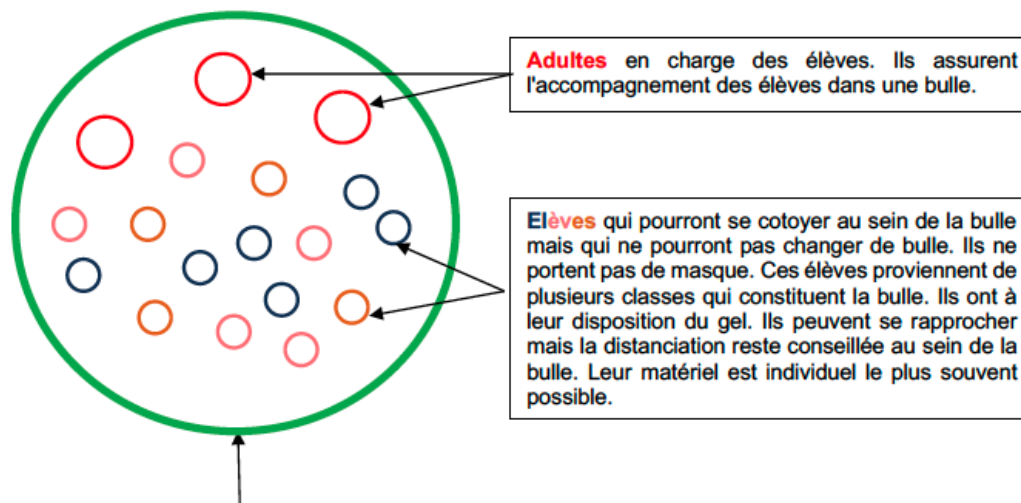 Adultes en charge des élèves. Ils assurent
l'accompagnement des élèves dans une bulle.
Elèves qui pourront se cotoyer au sein de la bulle
mais qui ne pourront pas changer de bulle. Ils ne
portent pas de masque. Ces élèves proviennent de
plusieurs classes qui constituent la bulle. Ils ont à
leur disposition du gel. Ils peuvent se rapprocher
mais la distanciation reste conseillée au sein de la
bulle. Leur matériel est individuel le plus souvent
possible.